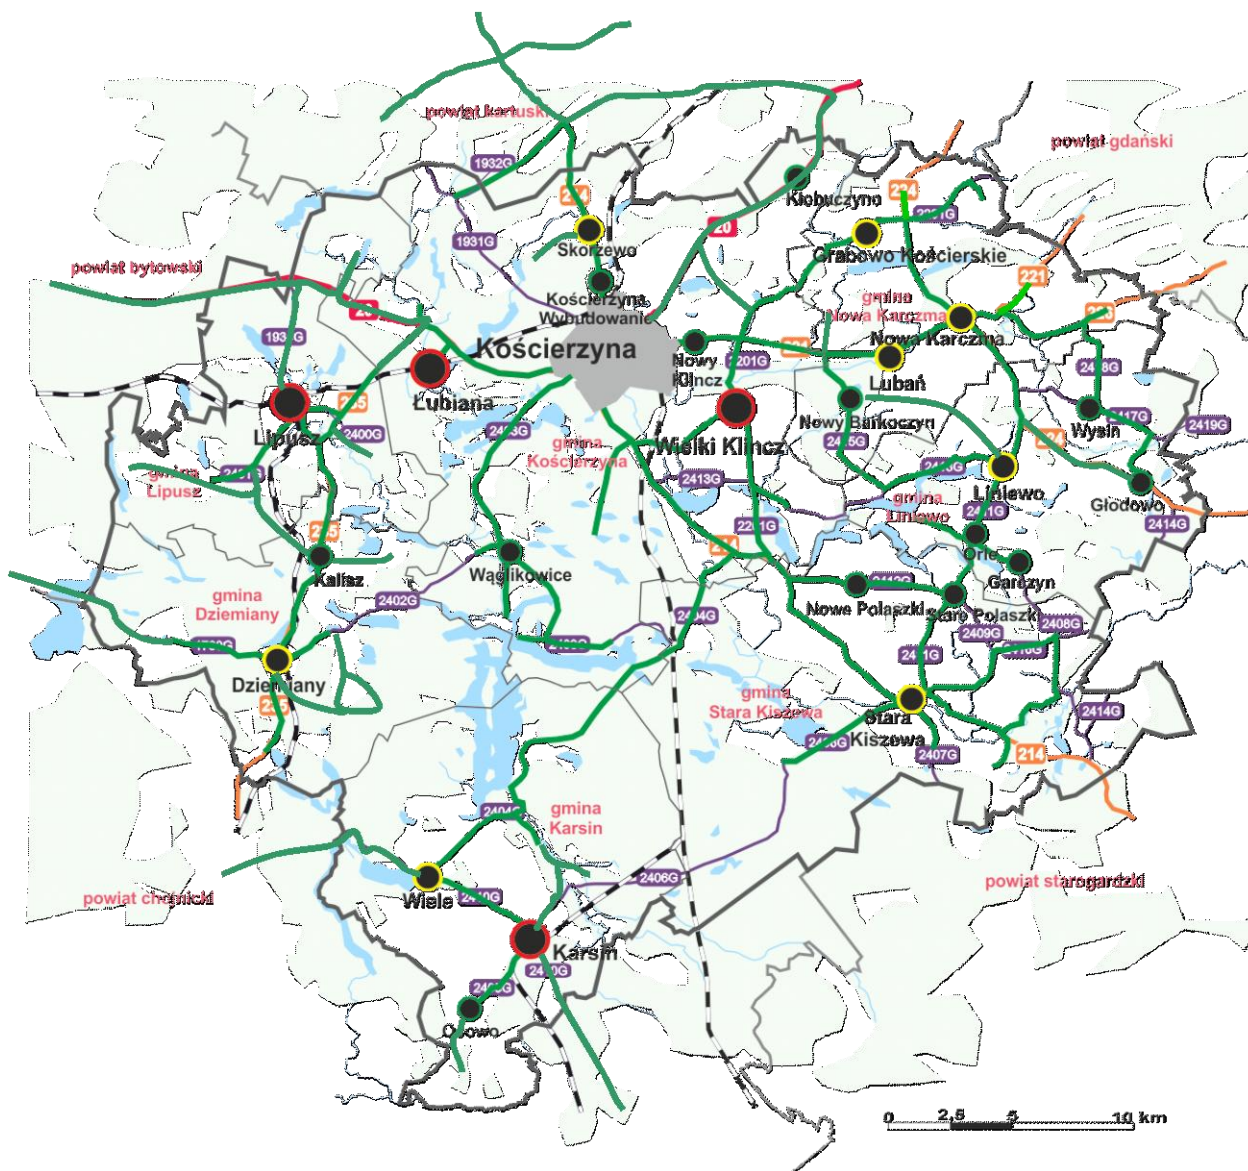 powiat kartuski
powiat gdański
1932G
224
Kłobuczyno
1931G
Skorzewo
20
Grabowo Kościerskie
powiat bytowski
221
Kościerzyna
Wybudowanie
gmina
Nowa Karczma
Nowa Karczma
Kościerzyna
Nowy
Klincz
2201G
Lubań
Łubiana
235
Lipusz
2400G
gmina
Kościerzyna
Wielki Klincz
Nowy Barkoczyn
Wysin
2419G
gmina
Lipusz
2413G
Liniewo
gmina
Liniewo
Głodowo
2414G
2201G
Orle
Garczyn
Kalisz
Wąglikowice
gmina
Dziemiany
2402G
Nowe Polaszki
Stare Polaszki
2408G
2409G
Dziemiany
gmina
Stara Kiszewa
Stara
Kiszewa
2414G
2407G
214
gmina
Karsin
2406G
Wiele
powiat chojnicki
powiat starogardzki
Karsin
Osowo
0 2,5 5 10 km